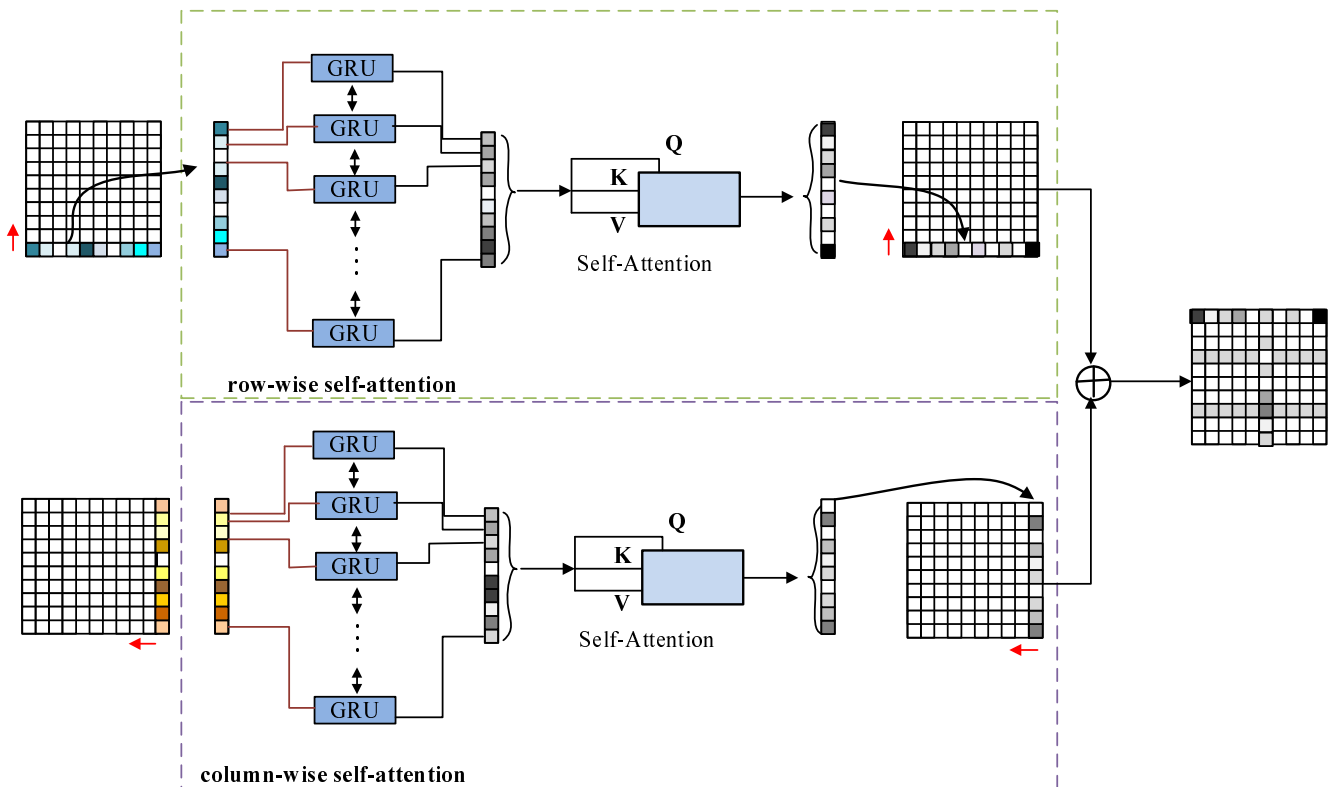 GRU
GRU
GRU
GRU
Q
K
V
Self-Attention
row-wise self-attention
GRU
GRU
GRU
GRU
Q
K
V
Self-Attention
column-wise self-attention